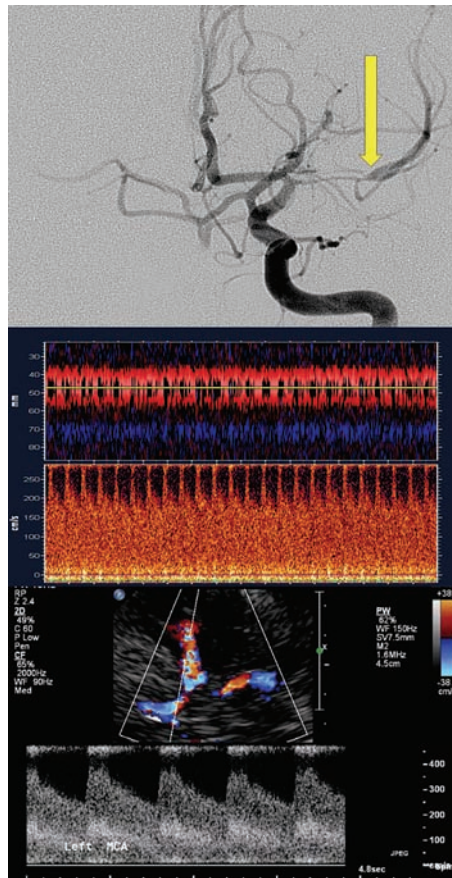 30
50
60
70
80
mm
250
200
150
100
50
0
cm/s
RP
Z 2.4
2D
49%
C 60
P Low
Pen
CF
65%
2000Hz
WF 90Hz
Med
PW
62%
WF 150Hz
SV7.5mm
M2
1.6MHz
4.5cm
+38
-38
cm/s
x
400
300
200
100
Left MCA
JPEG
4.8sec